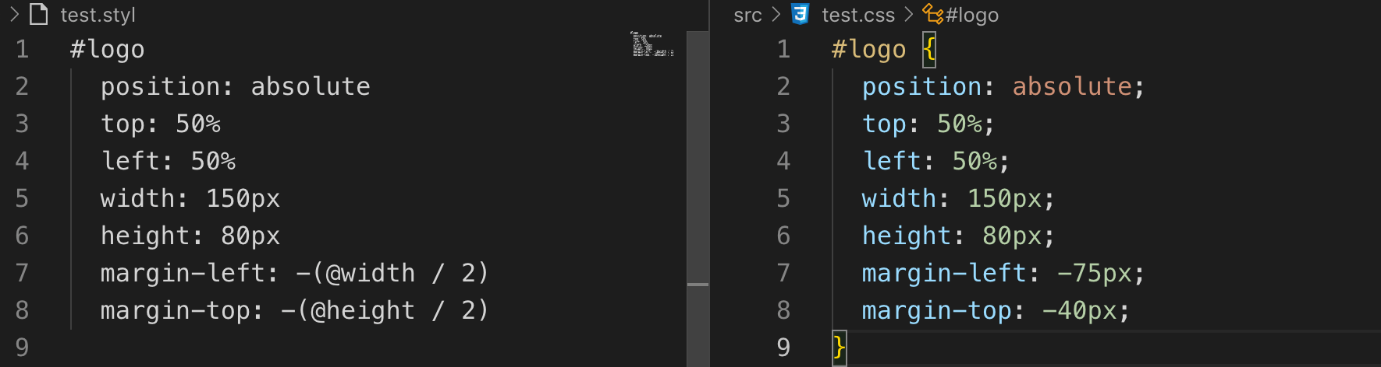 test.styl
1 #logo
2   position: absolute
3   top: 50%
4   left: 50%
5   width: 150px
6   height: 80px
7   margin-left: -(@width / 2)
8   margin-top: -(@height / 2)
9
src > test.css > #logo
1 #logo {
2   position: absolute;
3   top: 50%;
4   left: 50%;
5   width: 150px;
6   height: 80px;
7   margin-left: -75px;
8   margin-top: -40px;
9 }